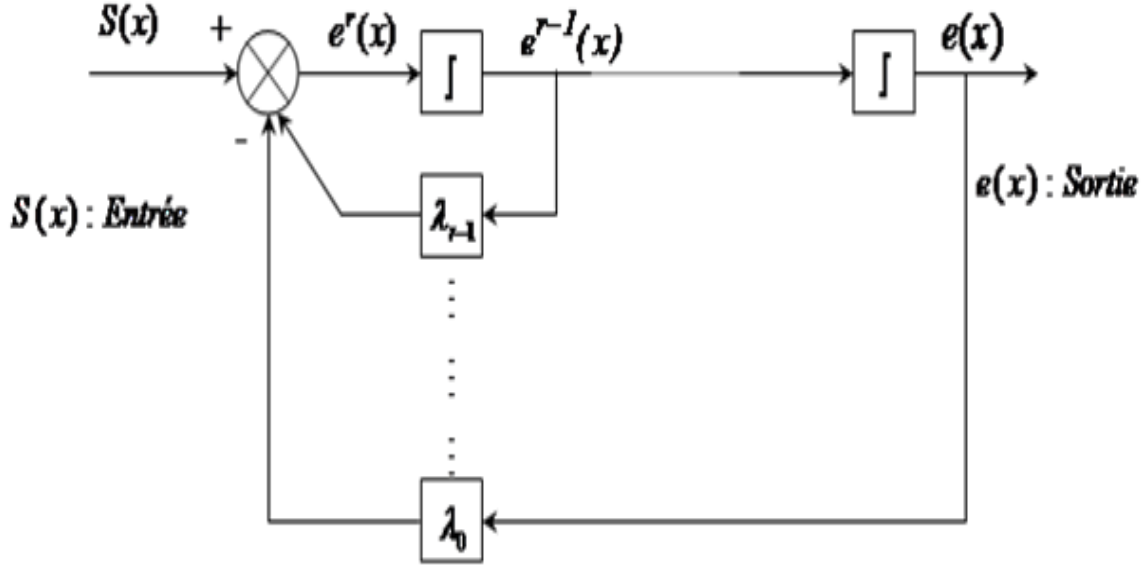 S(x) + e^r(x) ∫ e^{r-1}(x) ∫ e(x)
-
λ_{r-1}
S(x) : Entrée
e(x) : Sortie
λ_0